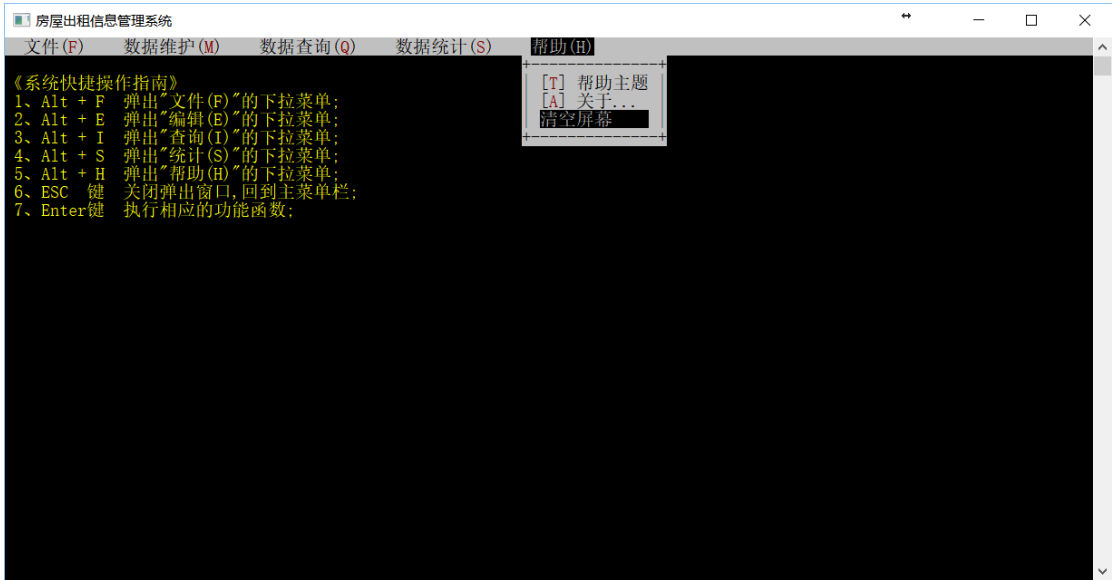 房屋出租信息管理系统
文件(F) 数据维护(M) 数据查询(Q) 数据统计(S) 帮助(H)
[T] 帮助主题
[A] 关于...
清空屏幕
《系统快捷操作指南》
1、Alt + F 弹出"文件(F)"的下拉菜单;
2、Alt + E 弹出"编辑(E)"的下拉菜单;
3、Alt + I 弹出"查询(I)"的下拉菜单;
4、Alt + S 弹出"统计(S)"的下拉菜单;
5、Alt + H 弹出"帮助(H)"的下拉菜单;
6、ESC 键 关闭弹出窗口,回到主菜单栏;
7、Enter键 执行相应的功能函数;